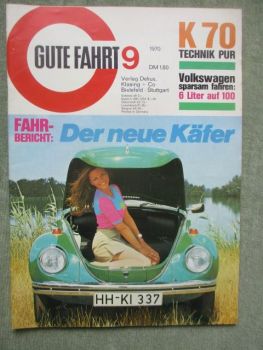 GUTE FAHRT 9
1970
DM 1.80
Verlag Delius,
Klasing + Co
Bielefeld · Stuttgart
K 70
TECHNIK PUR
Volkswagen
sparsam fahren:
6 Liter auf 100
FAHR-
BERICHT:
Der neue Käfer
HH-KI 337